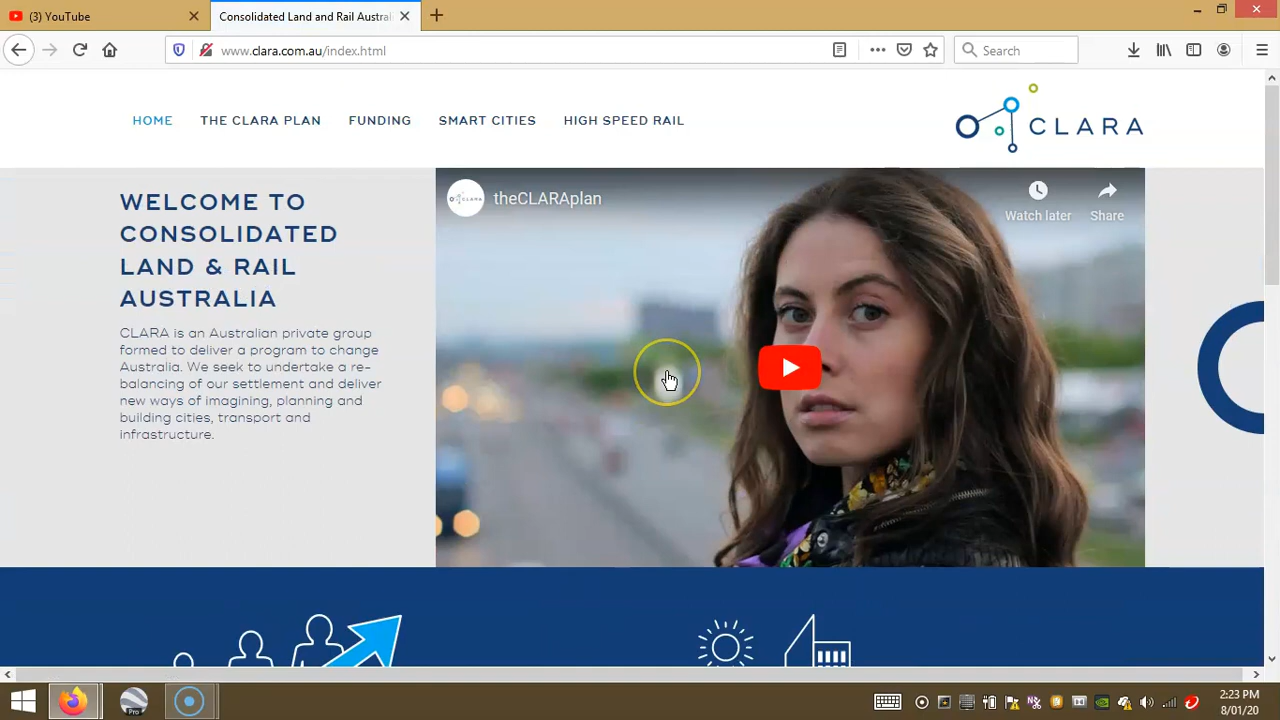 (3) YouTube
Consolidated Land and Rail Austral
www.clara.com.au/index.html
Search
HOME
THE CLARA PLAN
FUNDING
SMART CITIES
HIGH SPEED RAIL
CLARA
WELCOME TO
CONSOLIDATED
LAND & RAIL
AUSTRALIA
CLARA is an Australian private group
formed to deliver a program to change
Australia. We seek to undertake a re-
balancing of our settlement and deliver
new ways of imagining, planning and
building cities, transport and
infrastructure.
CLARA
theCLARAplan
Watch later
Share
Pro
2:23 PM
8/01/20